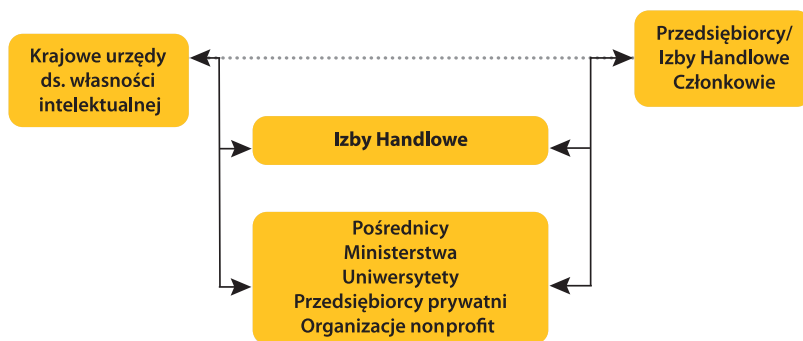 Krajowe urzędy
ds. własności
intelektualnej
Przedsiębiorcy/
Izby Handlowe
Członkowie
Izby Handlowe
Pośrednicy
Ministerstwa
Uniwersytety
Przedsiębiorcy prywatni
Organizacje nonprofit